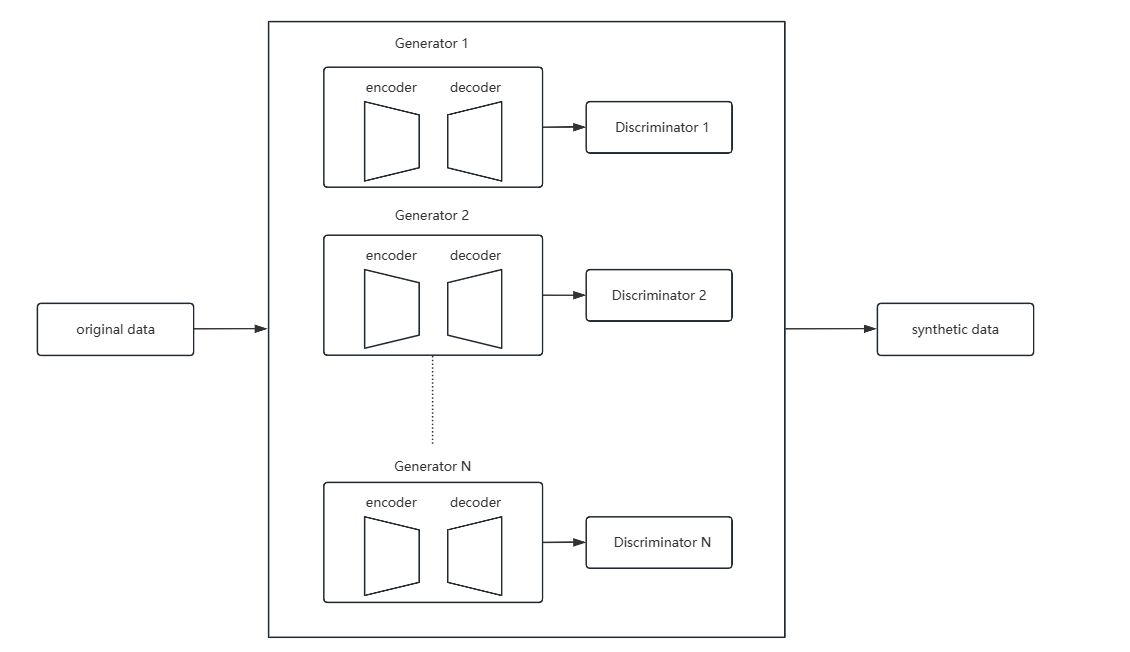 Generator 1
encoder decoder
Discriminator 1
Generator 2
encoder decoder
Discriminator 2
original data
synthetic data
Generator N
encoder decoder
Discriminator N